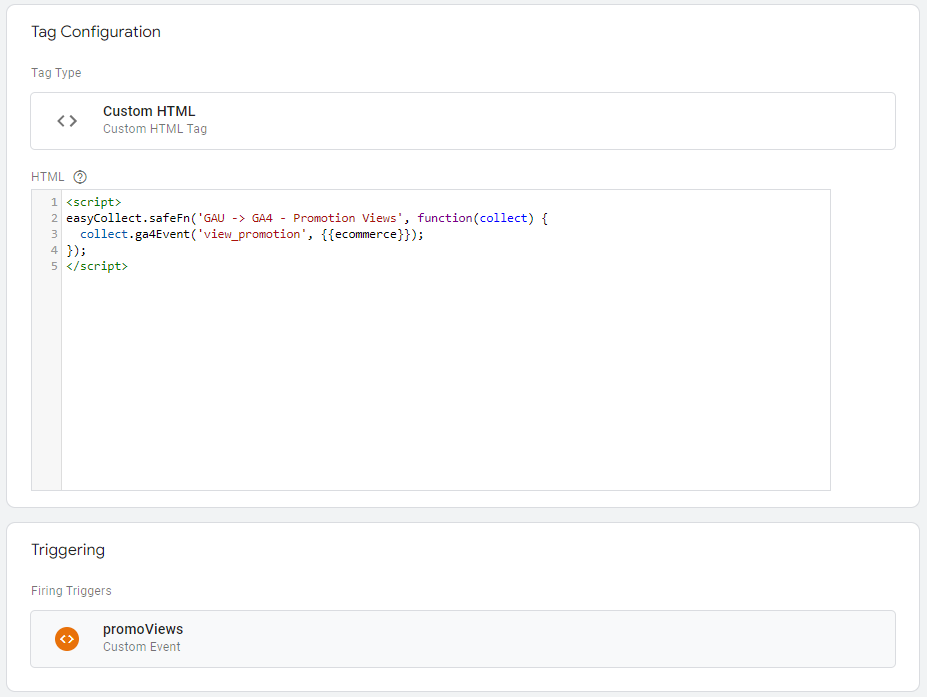 Tag Configuration
Tag Type
Custom HTML
Custom HTML Tag
HTML ?
1 <script>
2 easyCollect.safeFn('GAU -> GA4 - Promotion Views', function(collect) {
3   collect.ga4Event('view_promotion', {{ecommerce}});
4 });
5 </script>
Triggering
Firing Triggers
promoViews
Custom Event